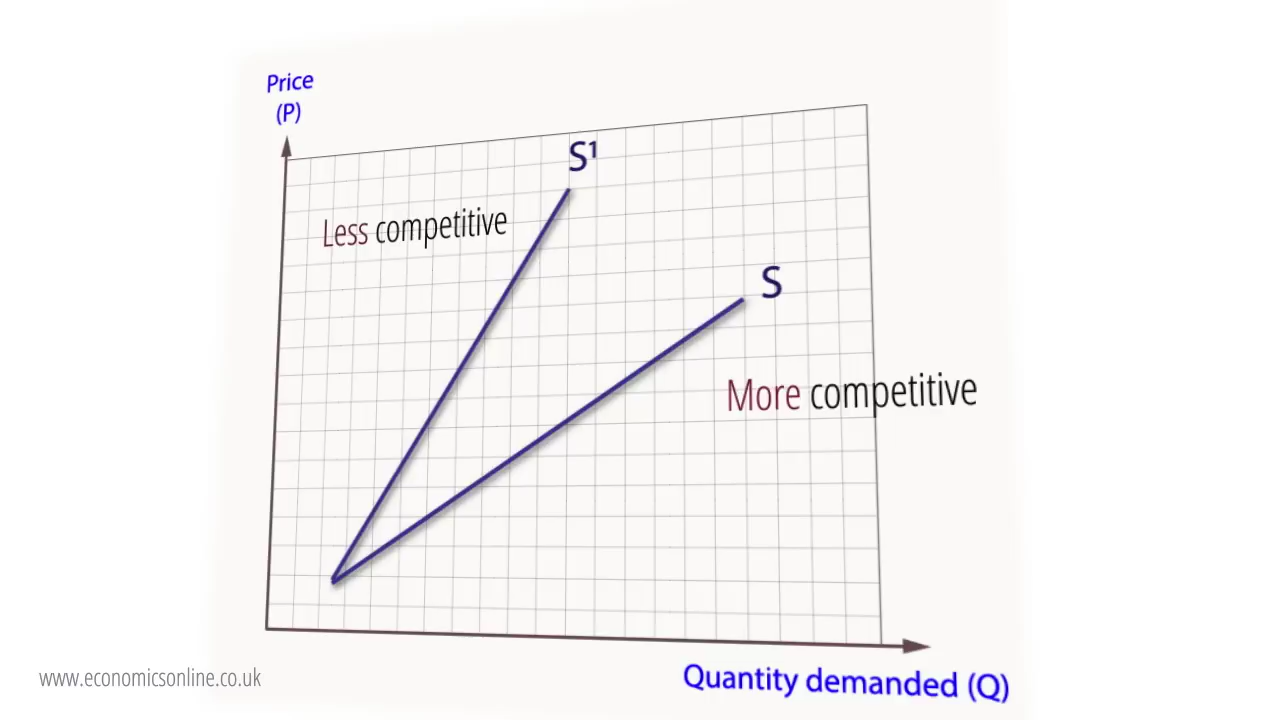 Price
(P)
S¹
Less competitive
S
More competitive
Quantity demanded (Q)
www.economicsonline.co.uk